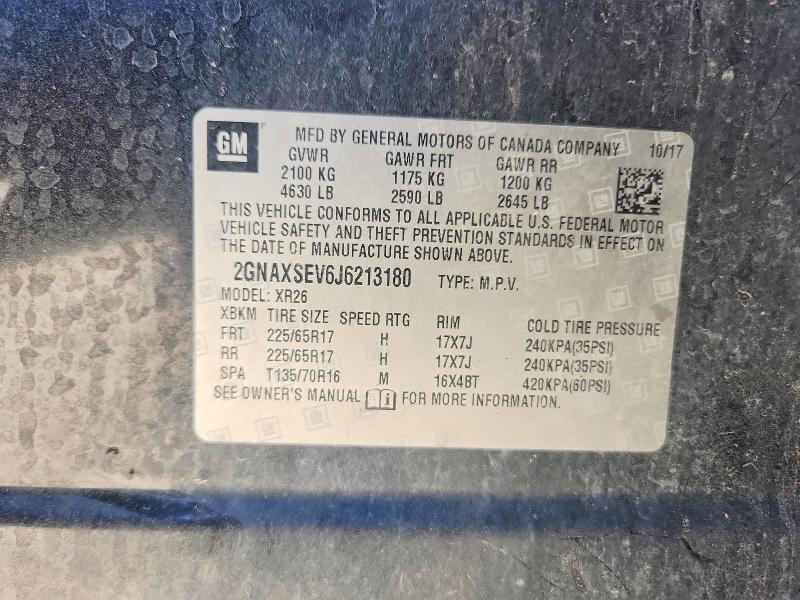 GM
MFD BY GENERAL MOTORS OF CANADA COMPANY 10/17
GVWR GAWR FRT GAWR RR
2100 KG 1175 KG 1200 KG
4630 LB 2590 LB 2645 LB
THIS VEHICLE CONFORMS TO ALL APPLICABLE U.S. FEDERAL MOTOR
VEHICLE SAFETY AND THEFT PREVENTION STANDARDS IN EFFECT ON
THE DATE OF MANUFACTURE SHOWN ABOVE.
2GNAXSEV6J6213180 TYPE: M.P.V.
MODEL: XR26
XBKM TIRE SIZE SPEED RTG RIM COLD TIRE PRESSURE
FRT 225/65R17 H 17X7J 240KPA(35PSI)
RR 225/65R17 H 17X7J 240KPA(35PSI)
SPA T135/70R16 M 16X4BT 420KPA(60PSI)
SEE OWNER'S MANUAL FOR MORE INFORMATION.